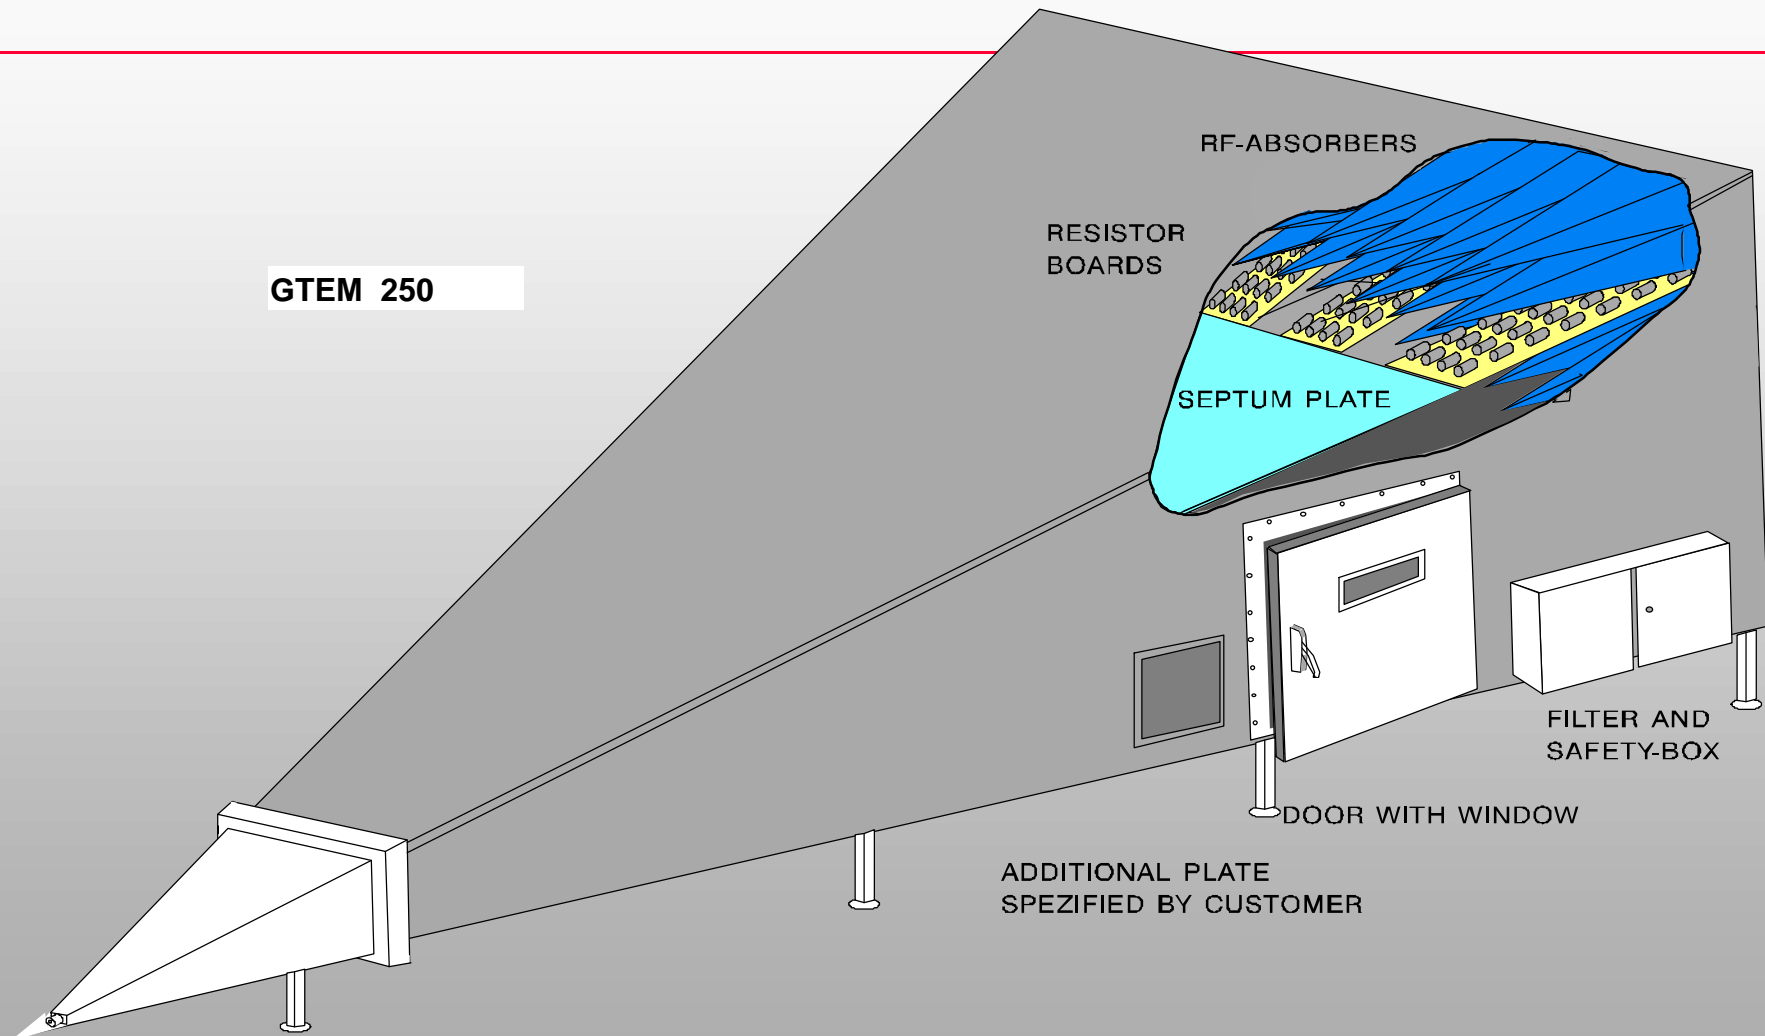 RF-ABSORBERS
RESISTOR
BOARDS
GTEM 250
SEPTUM PLATE
FILTER AND
SAFETY-BOX
DOOR WITH WINDOW
ADDITIONAL PLATE
SPEZIFIED BY CUSTOMER